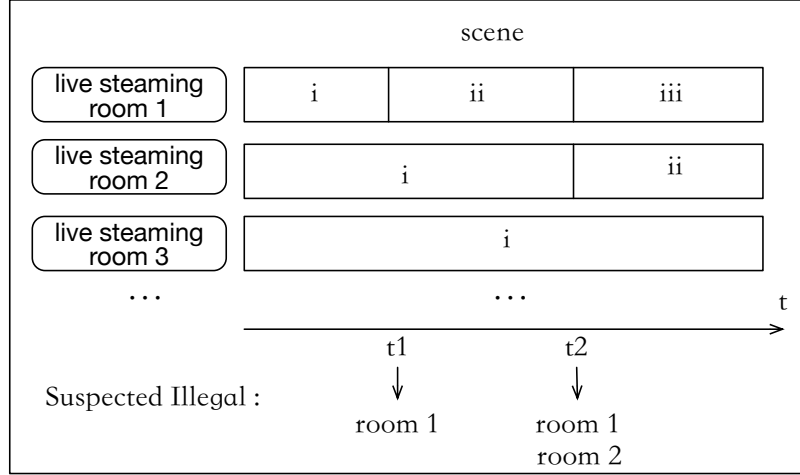 scene
live steaming
room 1
i ii iii
live steaming
room 2
i ii
live steaming
room 3
i
... ...
t
t1 t2
Suspected Illegal :
room 1 room 1
room 2